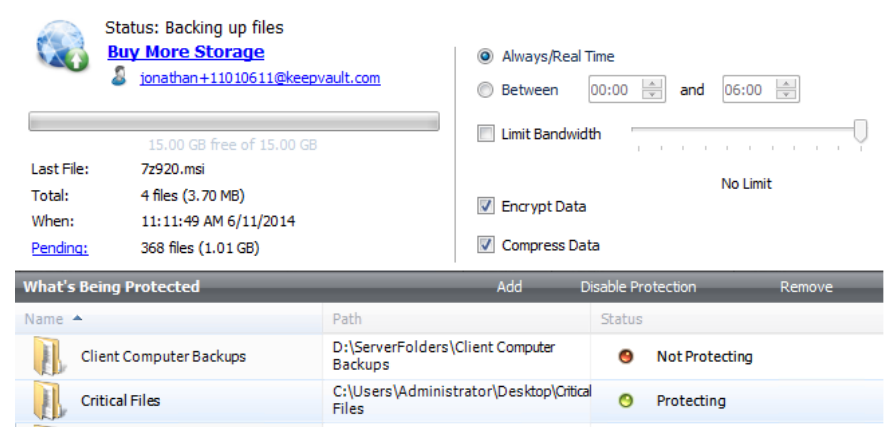 Status: Backing up files
Buy More Storage
jonathan+11010611@keepvault.com
15.00 GB free of 15.00 GB
Last File: 7z920.msi
Total: 4 files (3.70 MB)
When: 11:11:49 AM 6/11/2014
Pending: 368 files (1.01 GB)
Always/Real Time
Between 00:00 and 06:00
Limit Bandwidth
No Limit
Encrypt Data
Compress Data
What's Being Protected Add Disable Protection Remove
Name Path Status
Client Computer Backups D:\ServerFolders\Client Computer Not Protecting
Backups
Critical Files C:\Users\Administrator\Desktop\Critical Protecting
Files